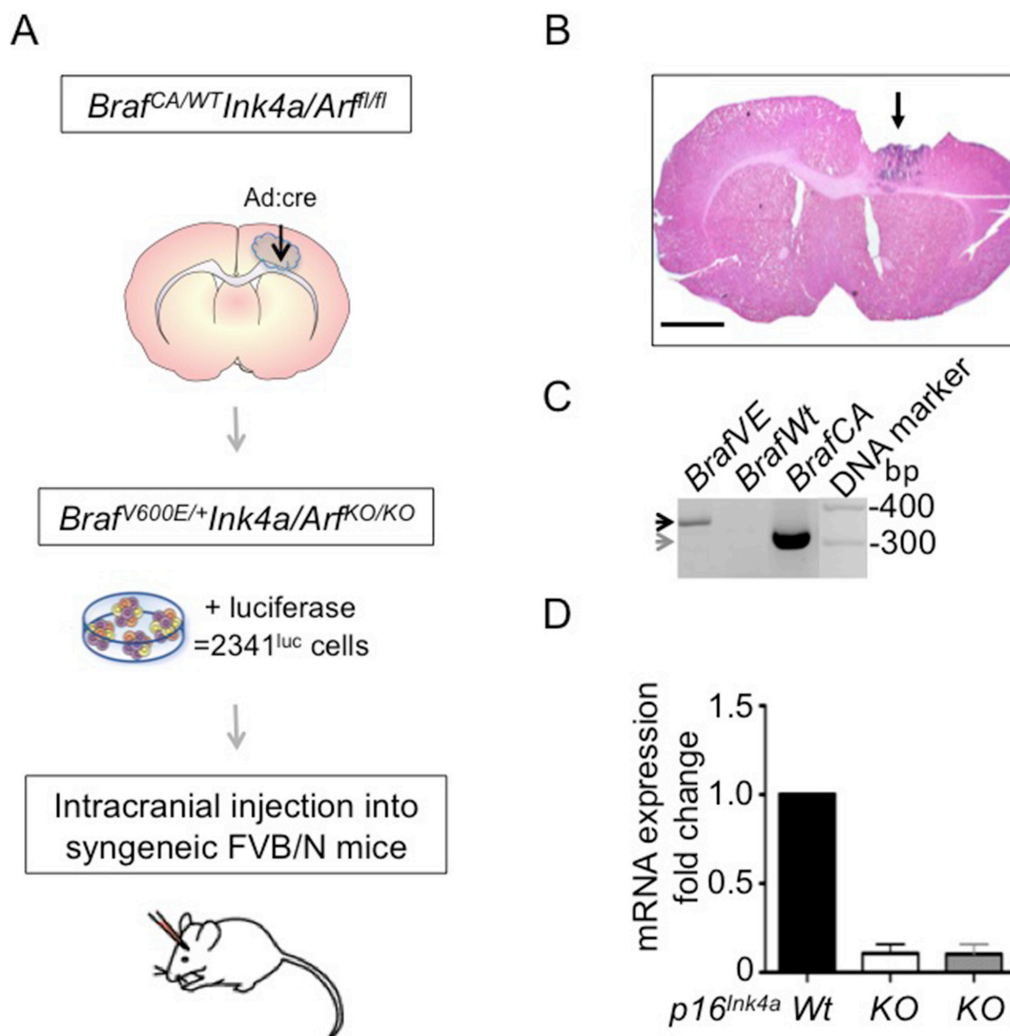 A
Braf^CA/WT Ink4a/Arf^fl/fl
Ad:cre
Braf^V600E/+ Ink4a/Arf^KO/KO
+ luciferase
=2341^luc cells
Intracranial injection into
syngeneic FVB/N mice
B
C
BrafVE
BrafWt
BrafCA
DNA marker
bp
-400
-300
D
mRNA expression
fold change
1.5
1.0
0.5
0
p16^Ink4a Wt KO KO